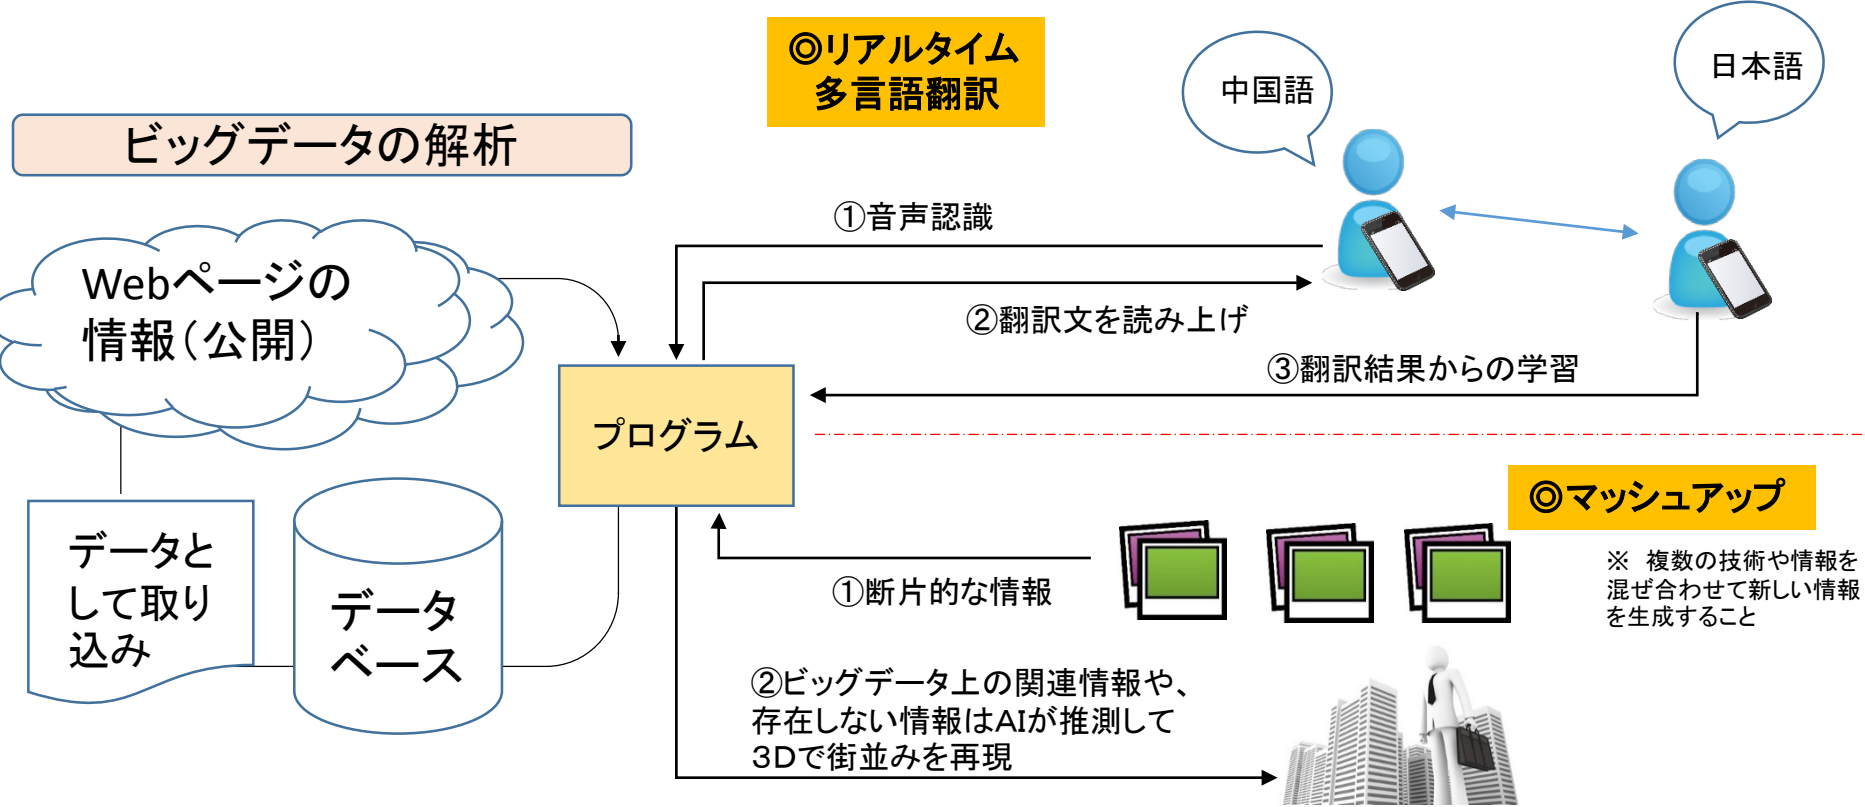 ◎リアルタイム
多言語翻訳
中国語
日本語
ビッグデータの解析
①音声認識
Webページの
情報（公開）
②翻訳文を読み上げ
③翻訳結果からの学習
プログラム
◎マッシュアップ
※ 複数の技術や情報を
混ぜ合わせて新しい情報
を生成すること
データと
して取り
込み
データ
ベース
①断片的な情報
②ビッグデータ上の関連情報や、
存在しない情報はAIが推測して
３Dで街並みを再現